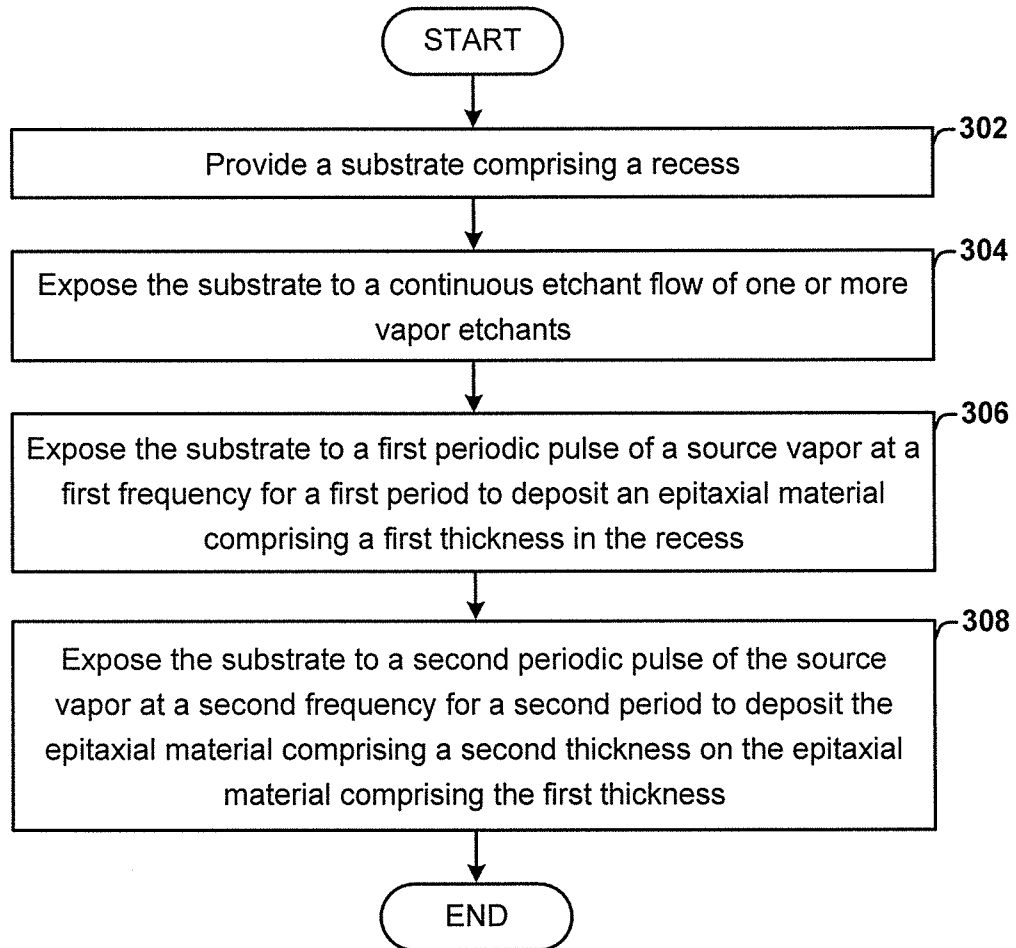 START
302
Provide a substrate comprising a recess
304
Expose the substrate to a continuous etchant flow of one or more
vapor etchants
306
Expose the substrate to a first periodic pulse of a source vapor at a
first frequency for a first period to deposit an epitaxial material
comprising a first thickness in the recess
308
Expose the substrate to a second periodic pulse of the source
vapor at a second frequency for a second period to deposit the
epitaxial material comprising a second thickness on the epitaxial
material comprising the first thickness
END